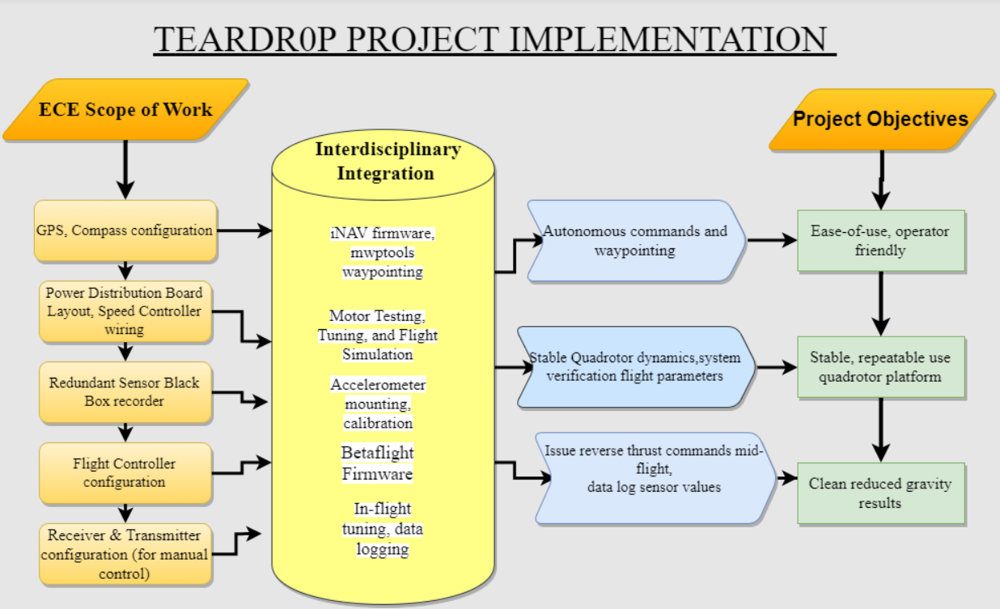 TEARDR0P PROJECT IMPLEMENTATION
ECE Scope of Work
GPS, Compass configuration
Power Distribution Board
Layout, Speed Controller
wiring
Redundant Sensor Black
Box recorder
Flight Controller
configuration
Receiver & Transmitter
configuration (for manual
control)
Interdisciplinary
Integration
iNAV firmware,
mwptools
waypointing
Motor Testing,
Tuning, and Flight
Simulation
Accelerometer
mounting,
calibration
Betaflight
Firmware
In-flight
tuning, data
logging
Autonomous commands and
waypointing
Stable Quadrotor dynamics,system
verification flight parameters
Issue reverse thrust commands mid-
flight,
data log sensor values
Project Objectives
Ease-of-use, operator
friendly
Stable, repeatable use
quadrotor platform
Clean reduced gravity
results